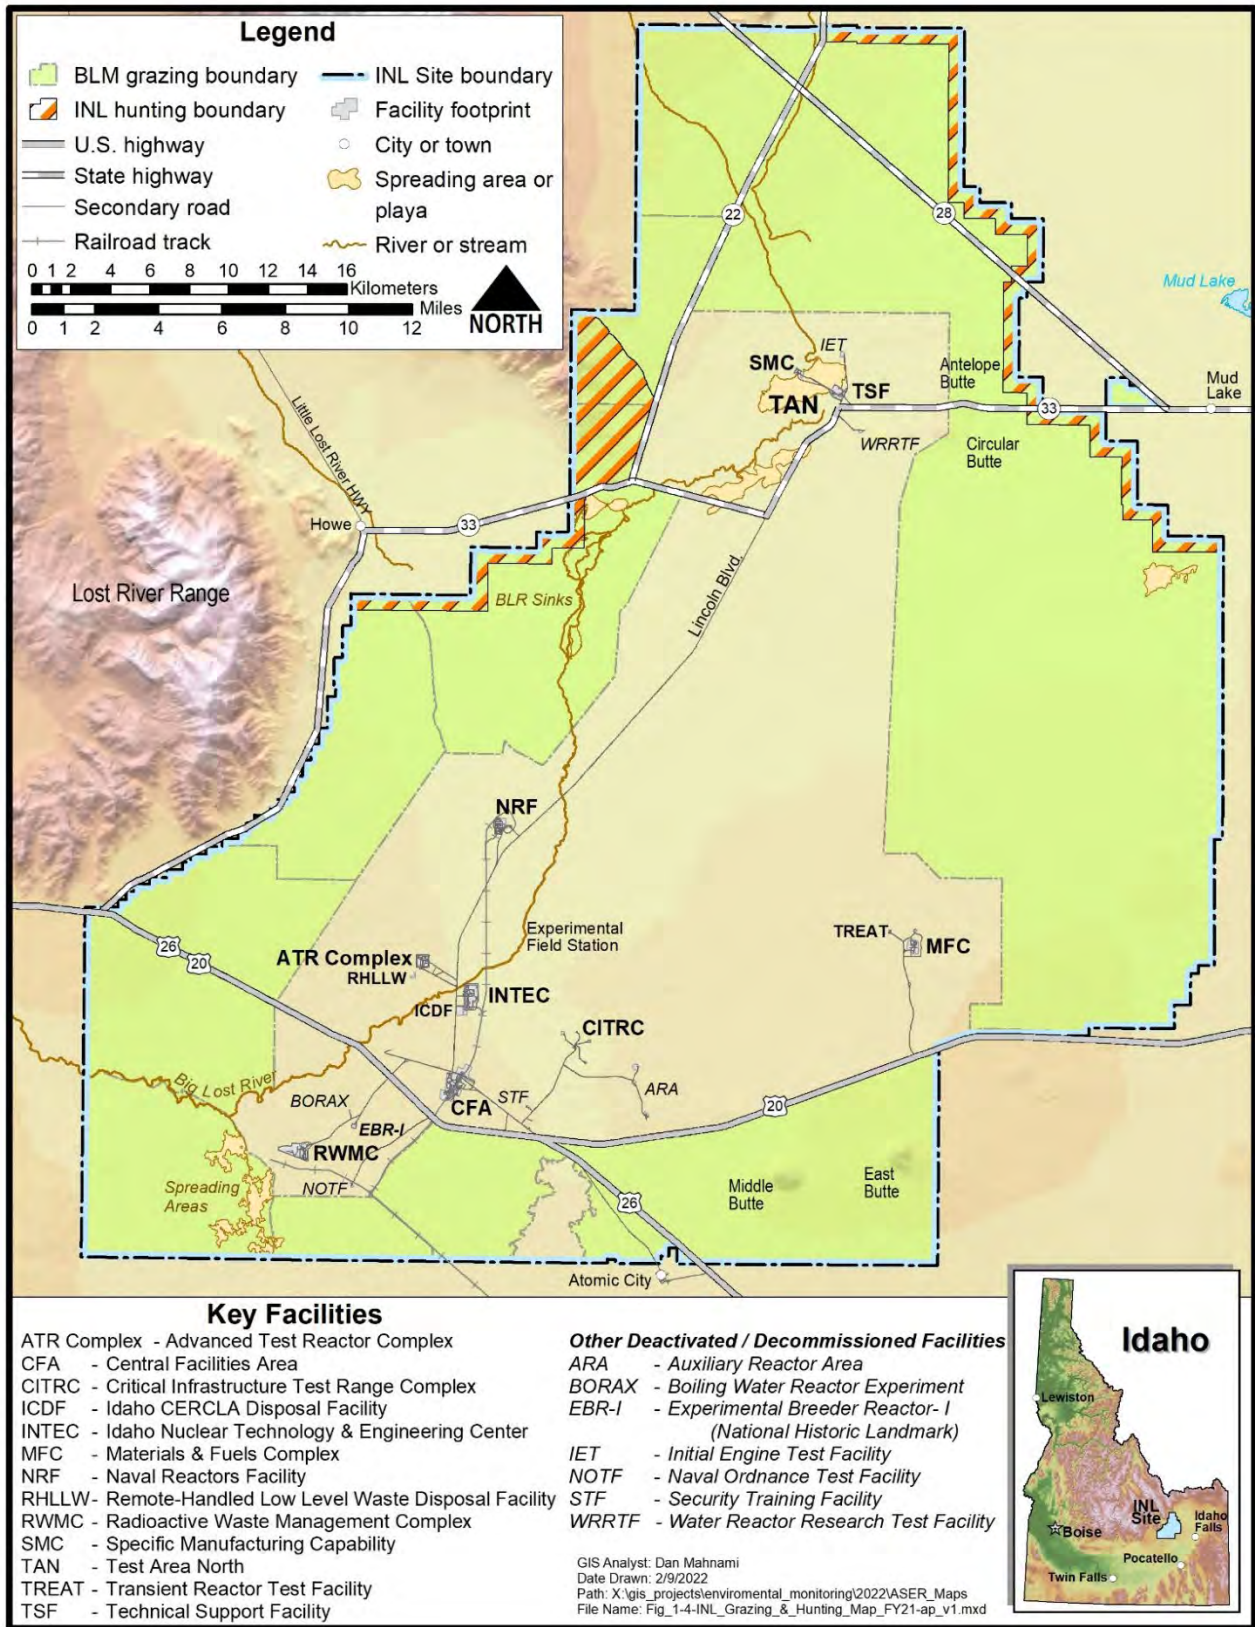 Legend
BLM grazing boundary
INL hunting boundary
U.S. highway
State highway
Secondary road
Railroad track
INL Site boundary
Facility footprint
City or town
Spreading area or
playa
River or stream
0 1 2 4 6 8 10 12 14 16
Kilometers
Miles
0 1 2 4 6 8 10 12
NORTH
22
28
Mud Lake
IET
SMC
TSF
TAN
Antelope
Butte
Mud
Lake
33
WRRTF
Circular
Butte
Little Lost River HWY
Howe
33
Lost River Range
BLR Sinks
Lincoln Blvd.
NRF
Experimental
Field Station
TREAT
MFC
26
20
ATR Complex
RHLLW
INTEC
ICDF
CITRC
Big Lost River
BORAX
CFA
STF
ARA
20
EBR-I
RWMC
NOTF
Spreading
Areas
Middle
Butte
East
Butte
26
Atomic City
Key Facilities
ATR Complex - Advanced Test Reactor Complex
CFA - Central Facilities Area
CITRC - Critical Infrastructure Test Range Complex
ICDF - Idaho CERCLA Disposal Facility
INTEC - Idaho Nuclear Technology & Engineering Center
MFC - Materials & Fuels Complex
NRF - Naval Reactors Facility
RHLLW - Remote-Handled Low Level Waste Disposal Facility
RWMC - Radioactive Waste Management Complex
SMC - Specific Manufacturing Capability
TAN - Test Area North
TREAT - Transient Reactor Test Facility
TSF - Technical Support Facility
Other Deactivated / Decommissioned Facilities
ARA - Auxiliary Reactor Area
BORAX - Boiling Water Reactor Experiment
EBR-I - Experimental Breeder Reactor- I
(National Historic Landmark)
IET - Initial Engine Test Facility
NOTF - Naval Ordnance Test Facility
STF - Security Training Facility
WRRTF - Water Reactor Research Test Facility
GIS Analyst: Dan Mahnami
Date Drawn: 2/9/2022
Path: X:\gis_projects\enviromental_monitoring\2022\ASER_Maps
File Name: Fig_1-4-INL_Grazing_&_Hunting_Map_FY21-ap_v1.mxd
Idaho
Lewiston
INL
Site
Boise
Idaho
Falls
Pocatello
Twin Falls